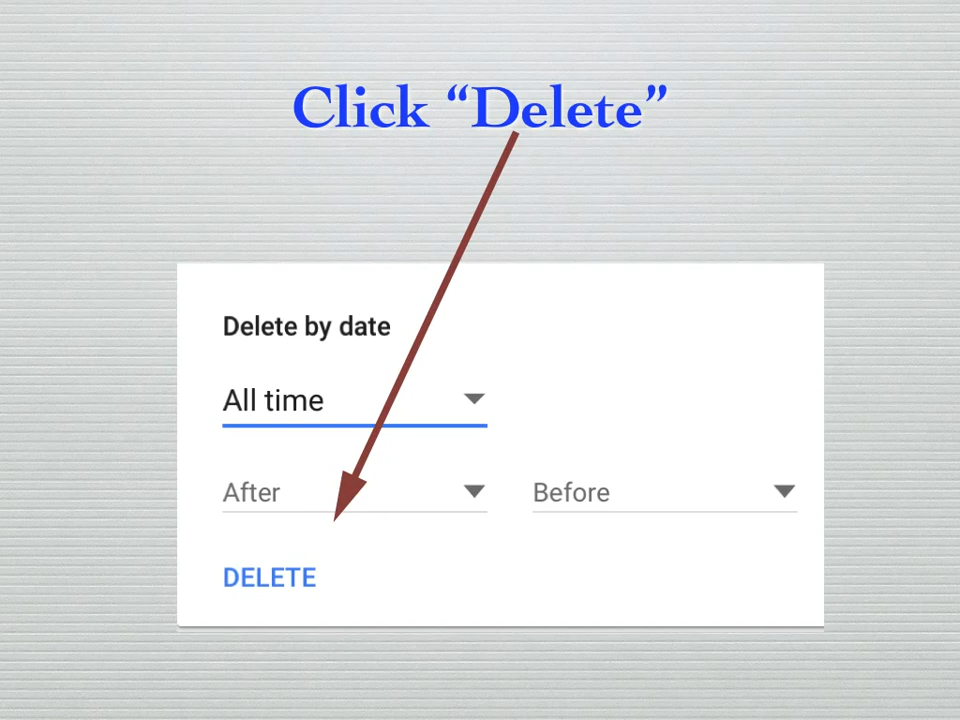 Click “Delete”
Delete by date
All time
After Before
DELETE